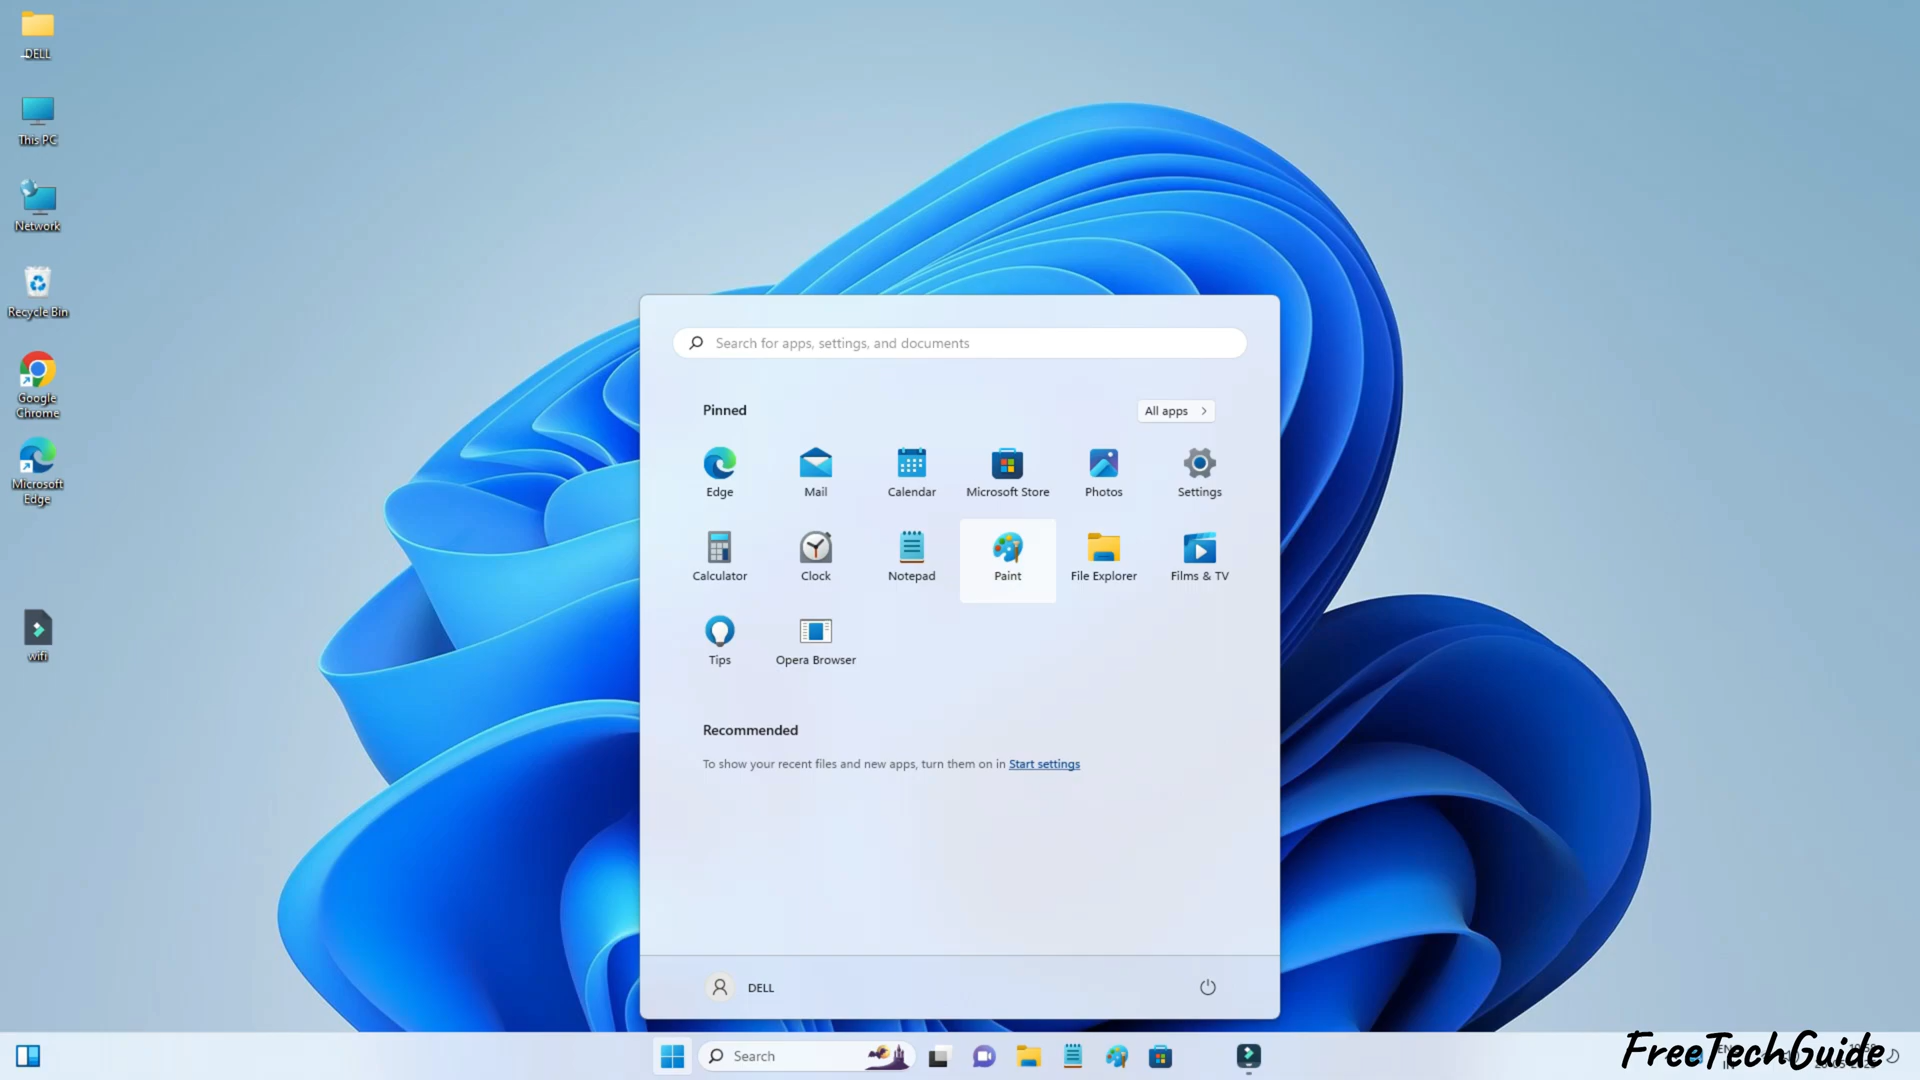 DELL
This PC
Network
Recycle Bin
Google
Chrome
Microsoft
Edge
wifi
Search for apps, settings, and documents
Pinned
All apps
Edge
Mail
Calendar
Microsoft Store
Photos
Settings
Calculator
Clock
Notepad
Paint
File Explorer
Films & TV
Tips
Opera Browser
Recommended
To show your recent files and new apps, turn them on in Start settings
DELL
Search
FreeTechGuide